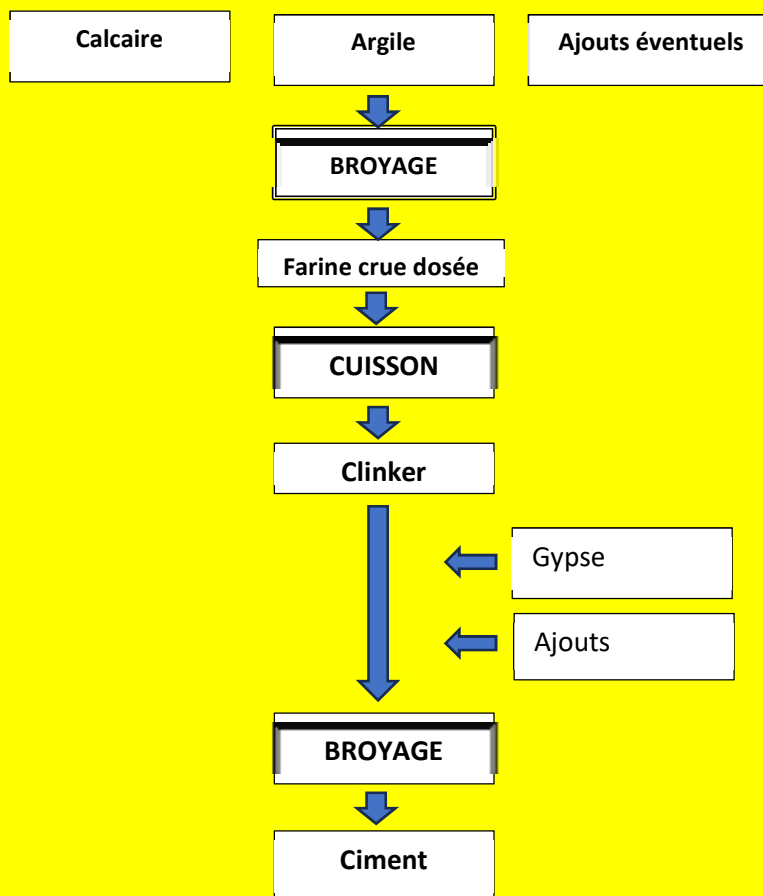 Calcaire
Argile
Ajouts éventuels
BROYAGE
Farine crue dosée
CUISSON
Clinker
Gypse
Ajouts
BROYAGE
Ciment